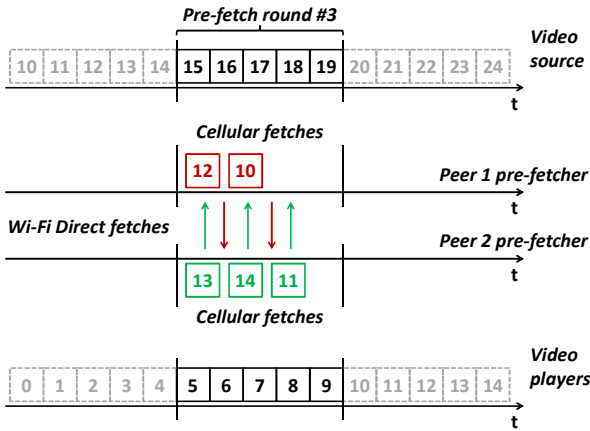 Pre-fetch round #3
Video source
10 11 12 13 14 15 16 17 18 19 20 21 22 23 24
t
Cellular fetches
12 10
Peer 1 pre-fetcher
t
Wi-Fi Direct fetches
Peer 2 pre-fetcher
t
13 14 11
Cellular fetches
Video players
0 1 2 3 4 5 6 7 8 9 10 11 12 13 14
t